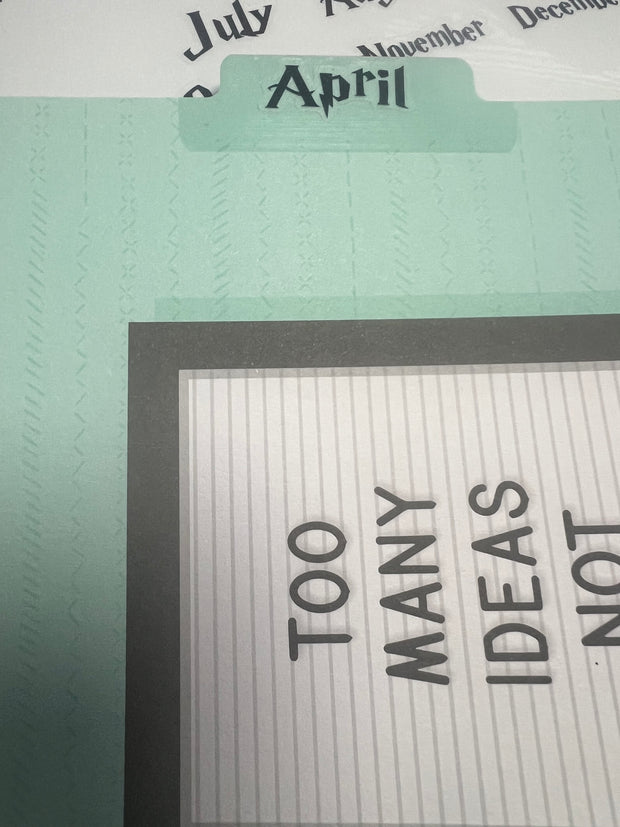 July
November
December
April
TOO
MANY
IDEAS
NOT